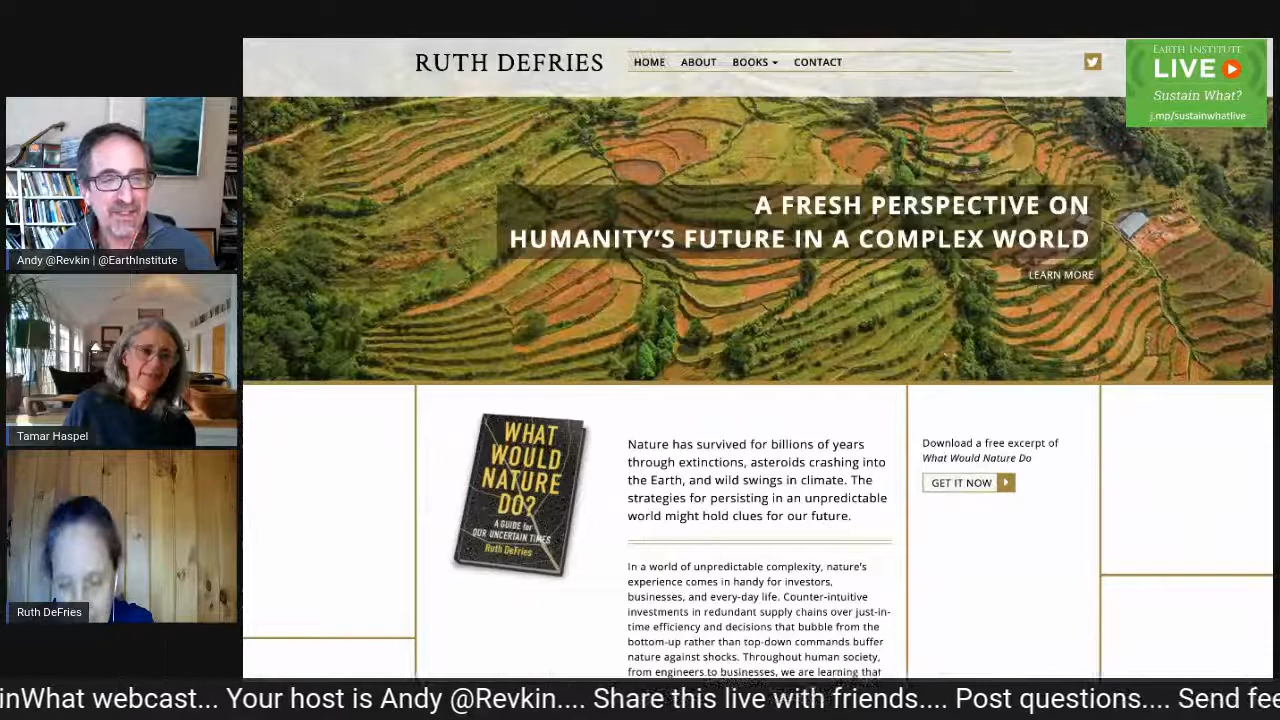 RUTH DEFRIES
HOME ABOUT BOOKS CONTACT
EARTH INSTITUTE
LIVE
Sustain What?
j.mp/sustainwhatlive
Andy @Revkin | @EarthInstitute
Tamar Haspel
Ruth DeFries
A FRESH PERSPECTIVE ON
HUMANITY’S FUTURE IN A COMPLEX WORLD
LEARN MORE
WHAT
WOULD
NATURE
DO?
A GUIDE for
OUR UNCERTAIN TIMES
Ruth DeFries
Nature has survived for billions of years
through extinctions, asteroids crashing into
the Earth, and wild swings in climate. The
strategies for persisting in an unpredictable
world might hold clues for our future.
In a world of unpredictable complexity, nature's
experience comes in handy for investors,
businesses, and every-day life. Counter-intuitive
investments in redundant supply chains over just-in-
time efficiency and decisions that bubble from the
bottom-up rather than top-down commands buffer
nature against shocks. Throughout human society,
from engineers to businesses, we are learning that
Download a free excerpt of
What Would Nature Do
GET IT NOW
inWhat webcast... Your host is Andy @Revkin.... Share this live with friends.... Post questions.... Send fee